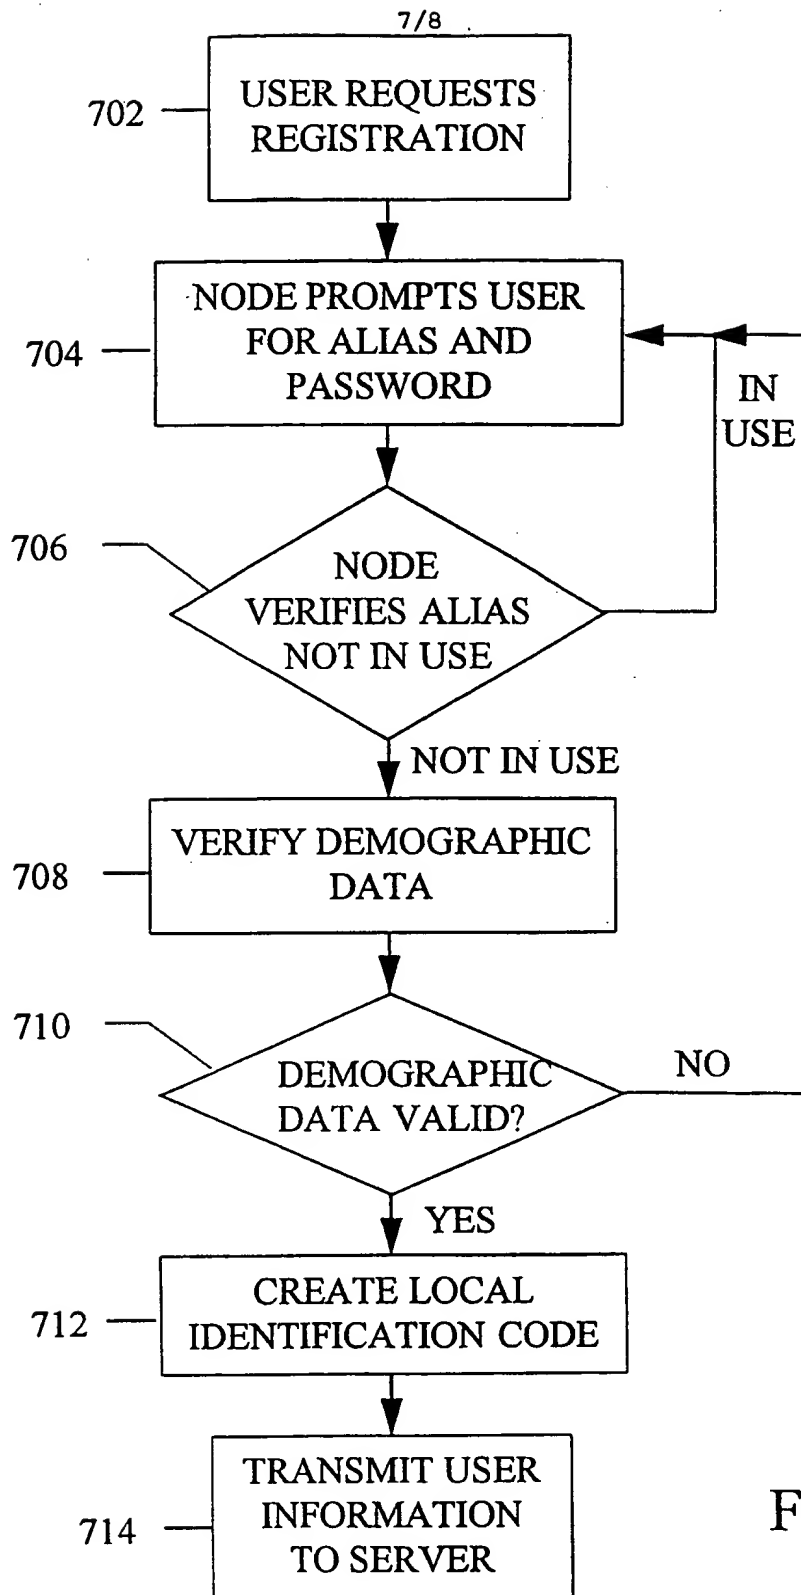 7/8
702
USER REQUESTS
REGISTRATION
704
NODE PROMPTS USER
FOR ALIAS AND
PASSWORD
IN
USE
706
NODE
VERIFIES ALIAS
NOT IN USE
NOT IN USE
708
VERIFY DEMOGRAPHIC
DATA
710
DEMOGRAPHIC
DATA VALID?
NO
YES
712
CREATE LOCAL
IDENTIFICATION CODE
714
TRANSMIT USER
INFORMATION
TO SERVER
F